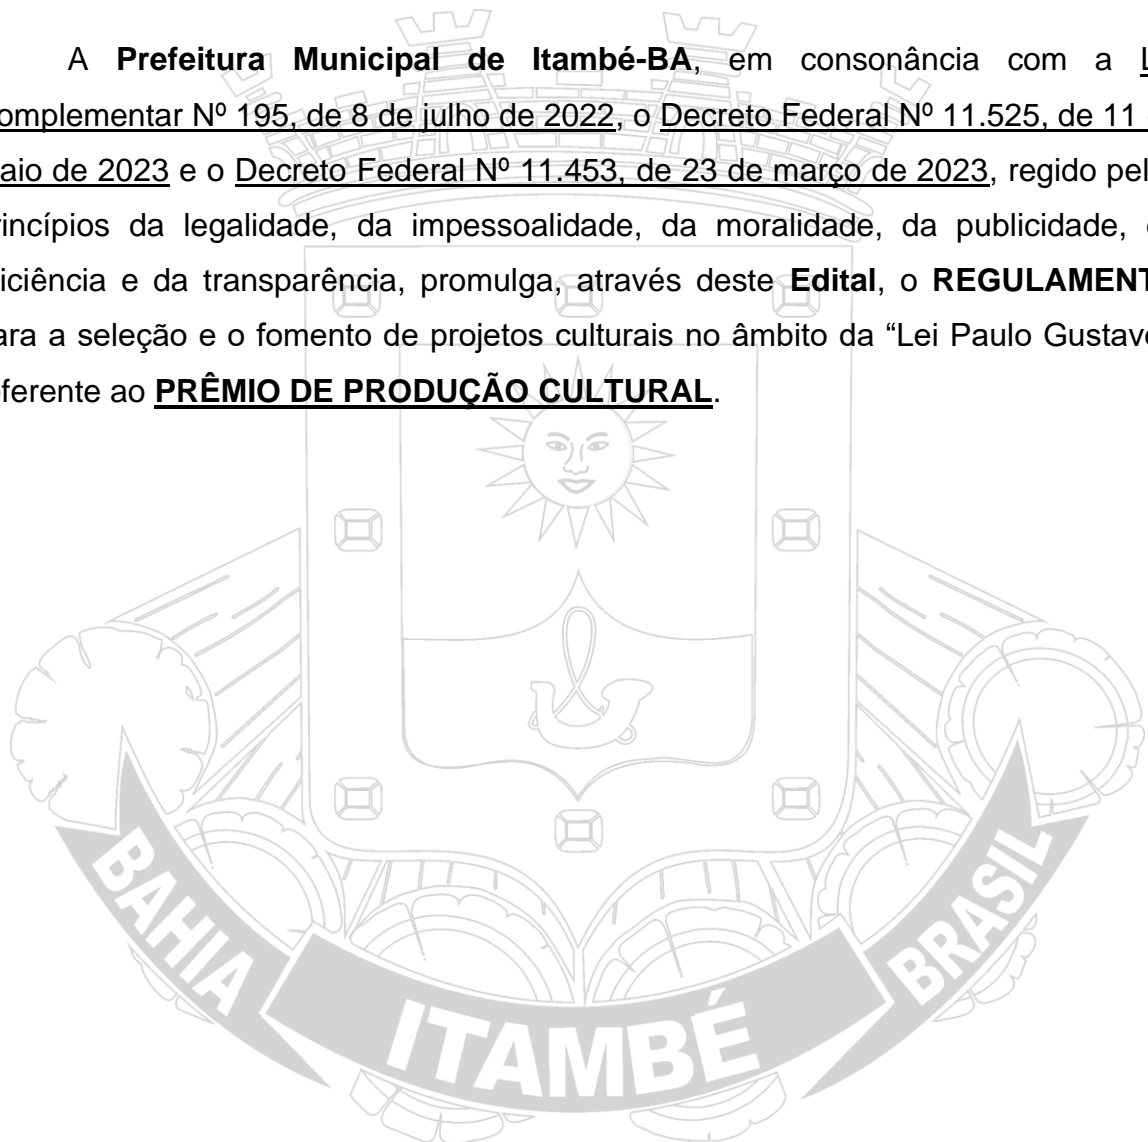 A Prefeitura Municipal de Itambé-BA, em consonância com a L
omplementar Nº 195, de 8 de julho de 2022, o Decreto Federal Nº 11.525, de 11
aio de 2023 e o Decreto Federal Nº 11.453, de 23 de março de 2023, regido pel
rincípios da legalidade, da impessoalidade, da moralidade, da publicidade,
iciência e da transparência, promulga, através deste Edital, o REGULAMENT
ara a seleção e o fomento de projetos culturais no âmbito da “Lei Paulo Gustavo
eferente ao PRÊMIO DE PRODUÇÃO CULTURAL.
BAHIA
ITAMBÉ
BRASIL